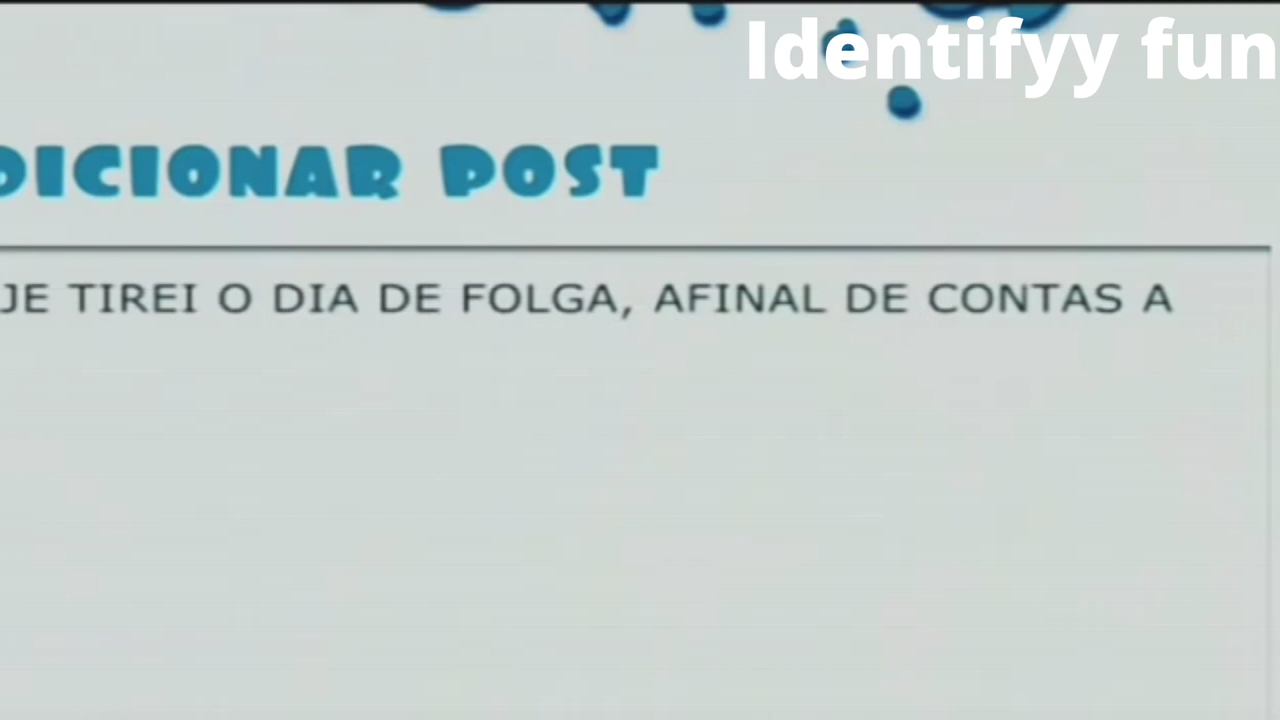 Identifyy fun
DICIONAR POST
JE TIREI O DIA DE FOLGA, AFINAL DE CONTAS A